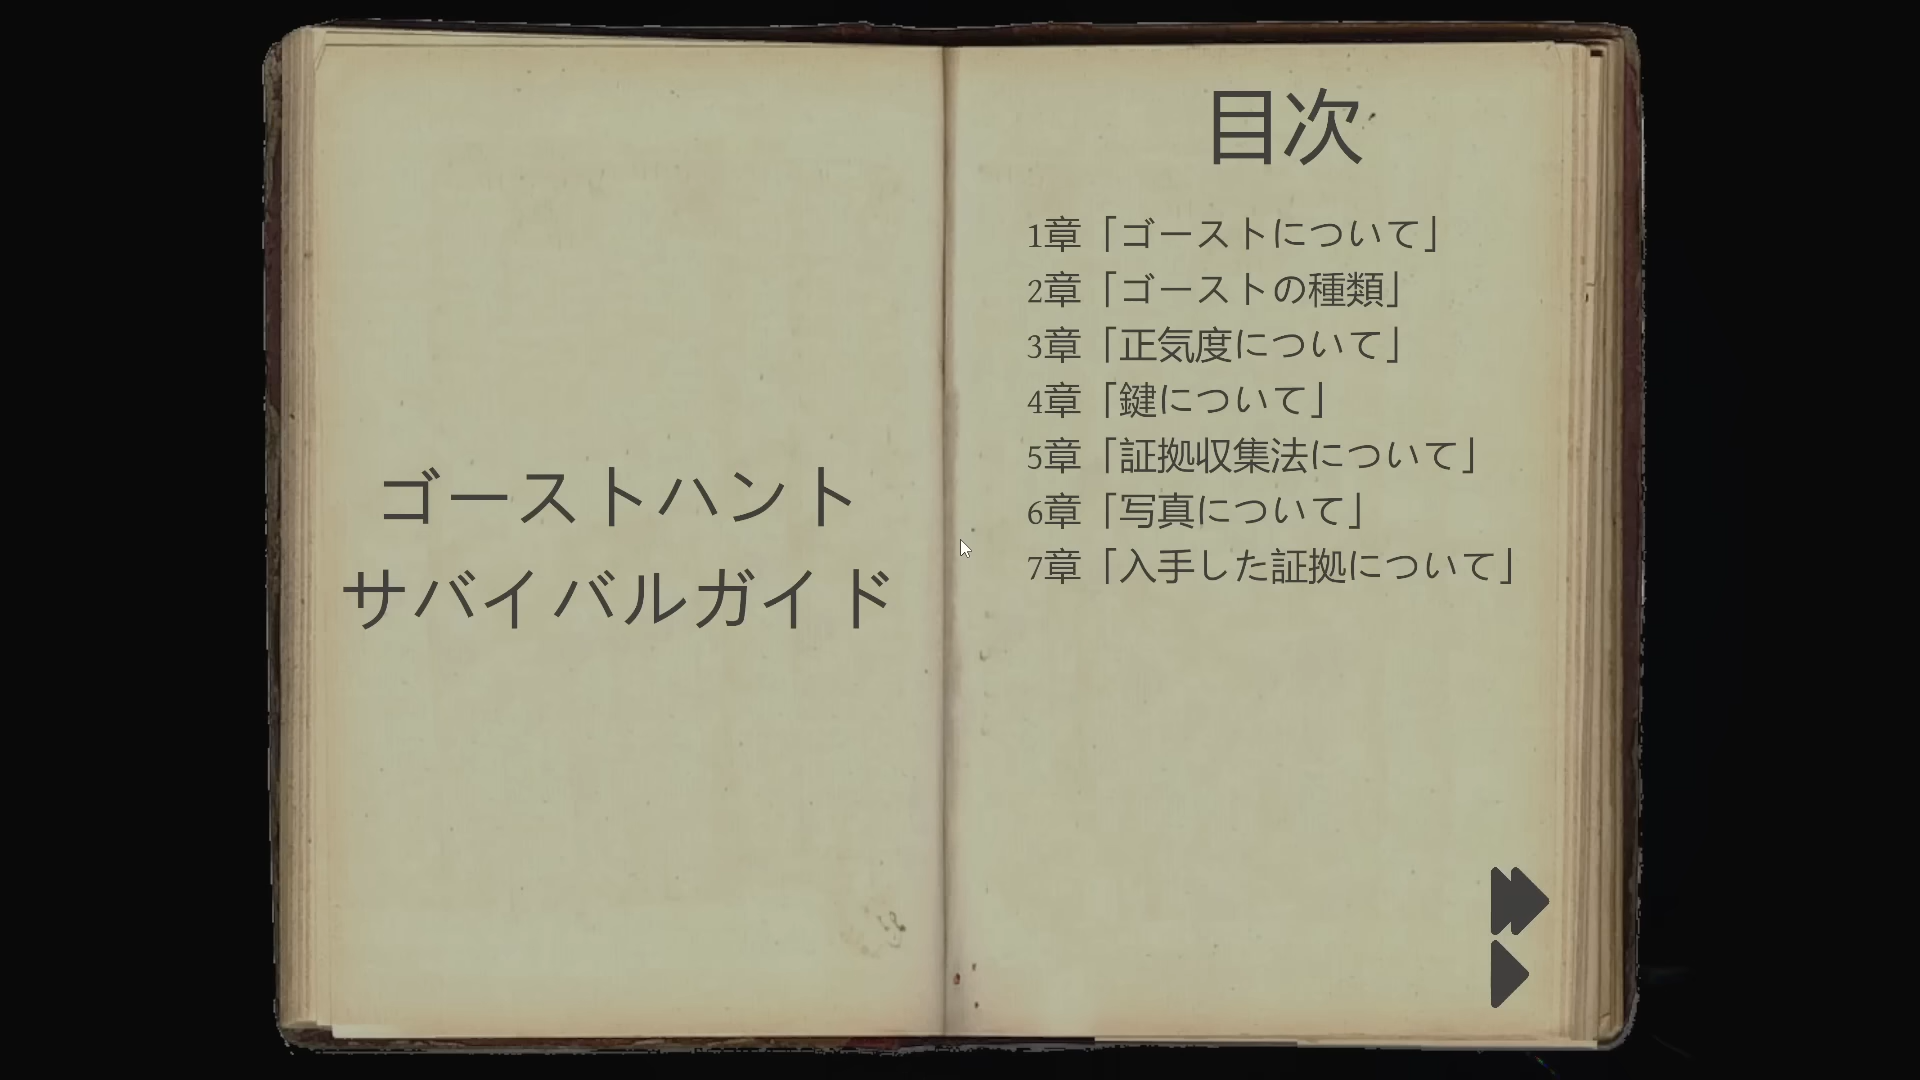 ゴーストハント
サバイバルガイド
目次
1章「ゴーストについて」
2章「ゴーストの種類」
3章「正気度について」
4章「鍵について」
5章「証拠収集法について」
6章「写真について」
7章「入手した証拠について」